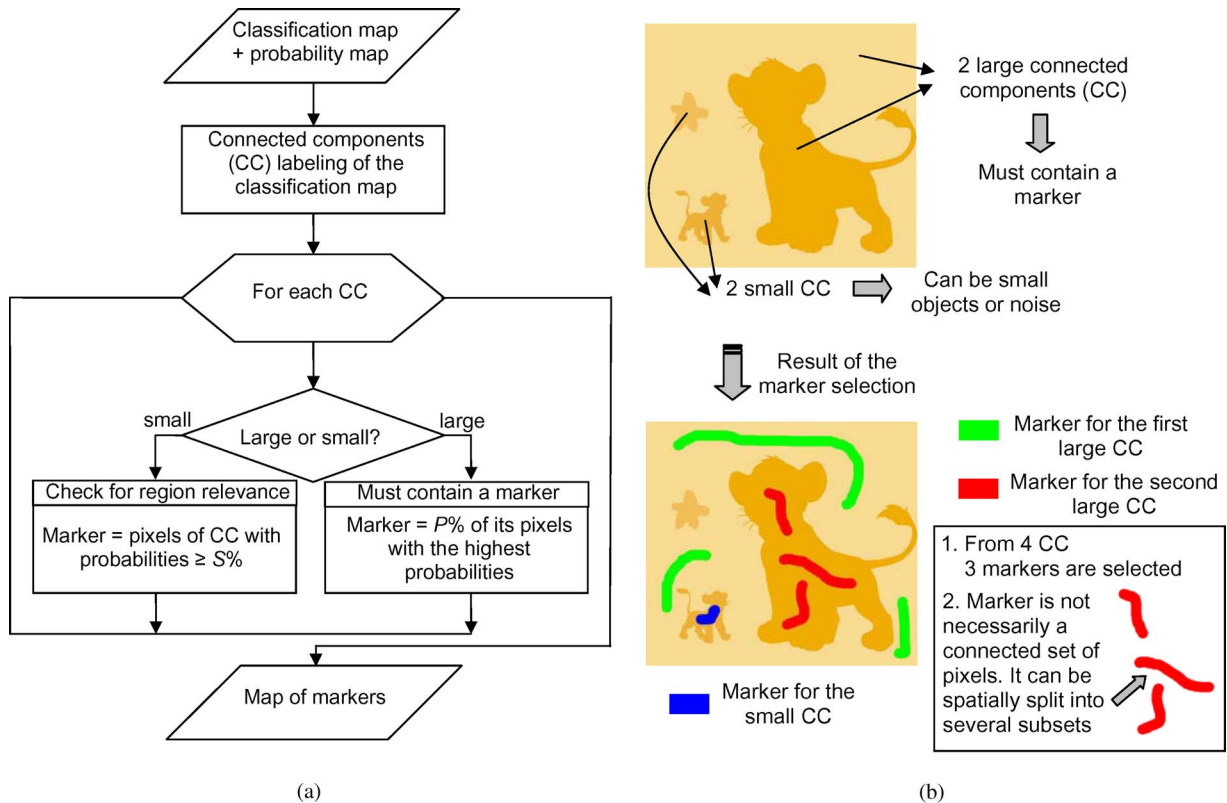 Classification map
+ probability map
Connected components
(CC) labeling of the
classification map
For each CC
Large or small?
small
large
Check for region relevance
Marker = pixels of CC with
probabilities ≥ S%
Must contain a marker
Marker = P% of its pixels
with the highest
probabilities
Map of markers
(a)
2 large connected
components (CC)
Must contain a
marker
2 small CC
Can be small
objects or noise
Result of the
marker selection
Marker for the first
large CC
Marker for the second
large CC
1. From 4 CC
3 markers are selected
2. Marker is not
necessarily a
connected set of
pixels. It can be
spatially split into
several subsets
Marker for the
small CC
(b)